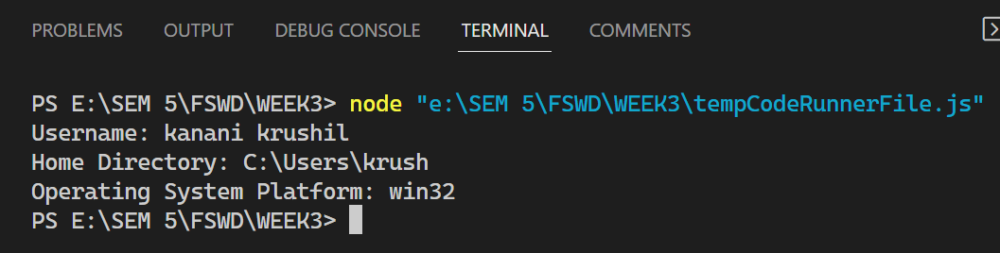 PROBLEMS OUTPUT DEBUG CONSOLE TERMINAL COMMENTS
PS E:\SEM 5\FSWD\WEEK3> node "e:\SEM 5\FSWD\WEEK3\tempCodeRunnerFile.js"
Username: kanani krushil
Home Directory: C:\Users\krush
Operating System Platform: win32
PS E:\SEM 5\FSWD\WEEK3>